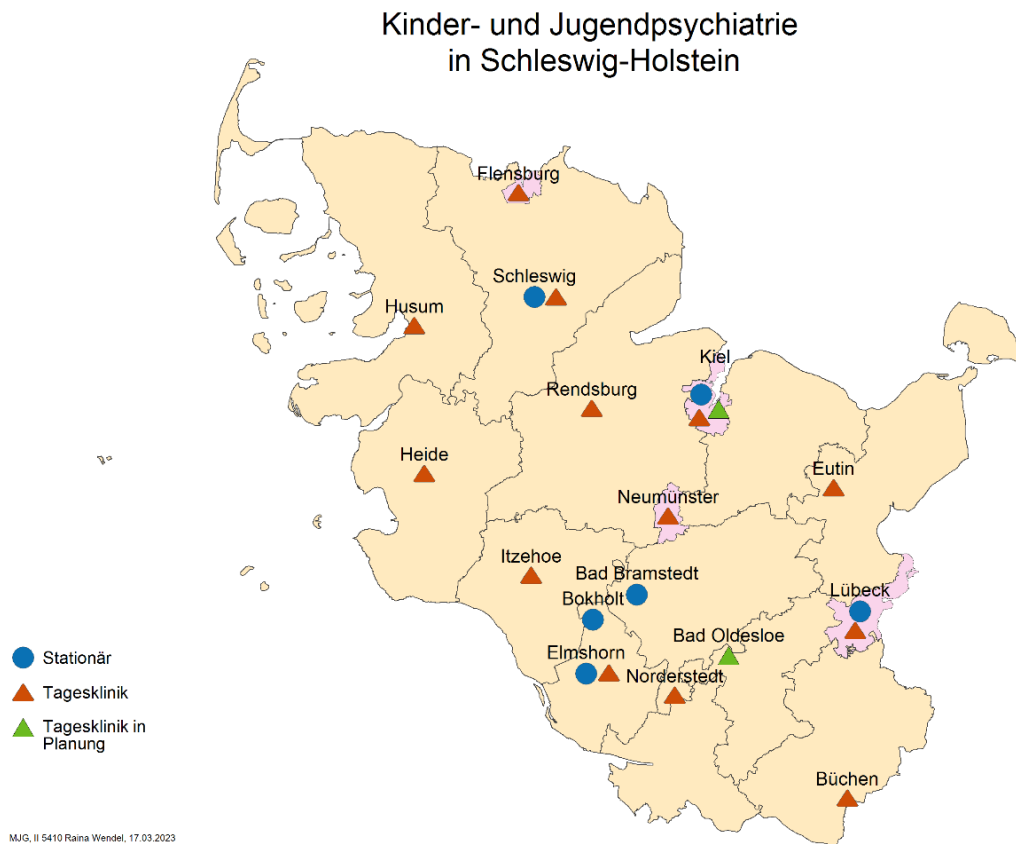 Kinder- und Jugendpsychiatrie
in Schleswig-Holstein
Flensburg
Schleswig
Husum
Kiel
Rendsburg
Heide
Eutin
Neumünster
Itzehoe
Bad Bramstedt
Bokholt
Lübeck
Bad Oldesloe
Elmshorn
Norderstedt
Büchen
Stationär
Tagesklinik
Tagesklinik in
Planung
MJG, II 5410 Raina Wendel, 17.03.2023